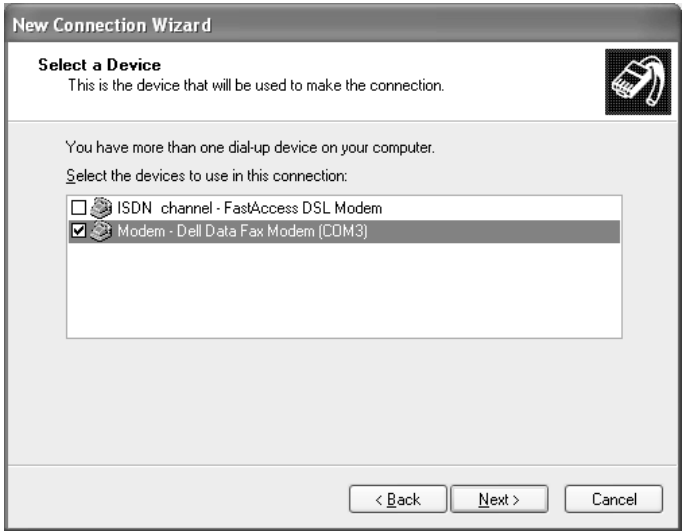 New Connection Wizard
Select a Device
This is the device that will be used to make the connection.
You have more than one dial-up device on your computer.
Select the devices to use in this connection:
ISDN channel - FastAccess DSL Modem
Modem - Dell Data Fax Modem (COM3)
< Back Next > Cancel